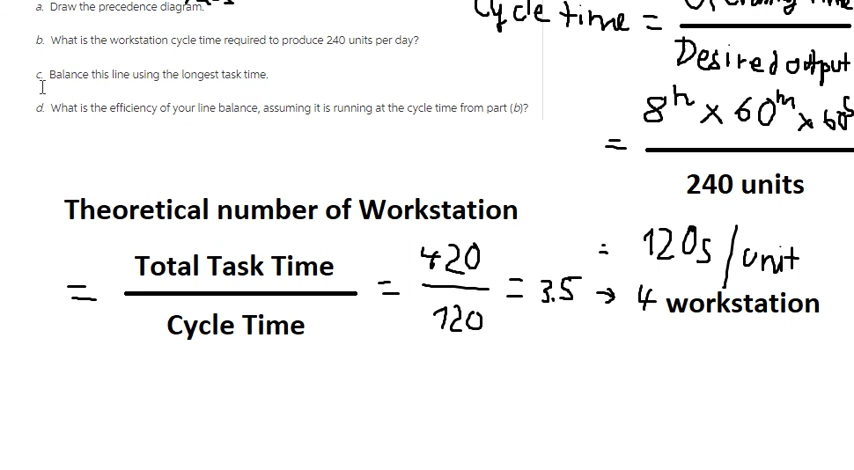 a. Draw the precedence diagram.
b. What is the workstation cycle time required to produce 240 units per day?
c. Balance this line using the longest task time.
d. What is the efficiency of your line balance, assuming it is running at the cycle time from part (b)?
Cycle time =
Desired output
= 8h x 60m x 60s
240 units
= 120s/unit
Theoretical number of Workstation
= Total Task Time / Cycle Time = 420 / 120 = 3.5 → 4 workstation